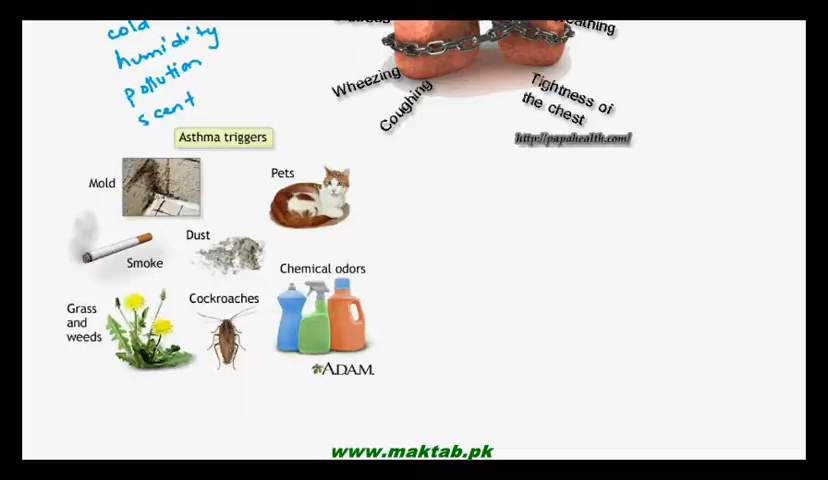 cold
humidity
pollution
scent
Wheezing
Coughing
Tightness of
the chest
http://papahealth.com/
Asthma triggers
Mold
Pets
Dust
Smoke
Chemical odors
Cockroaches
Grass
and
weeds
ADAM.
www.maktab.pk